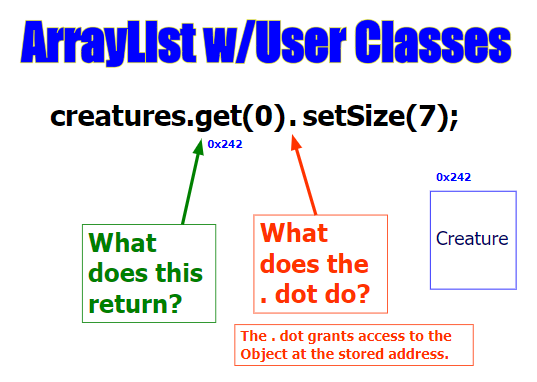 ArrayList w/User Classes
creatures.get(0). setSize(7);
0x242
0x242
Creature
What
does this
return?
What
does the
. dot do?
The . dot grants access to the
Object at the stored address.